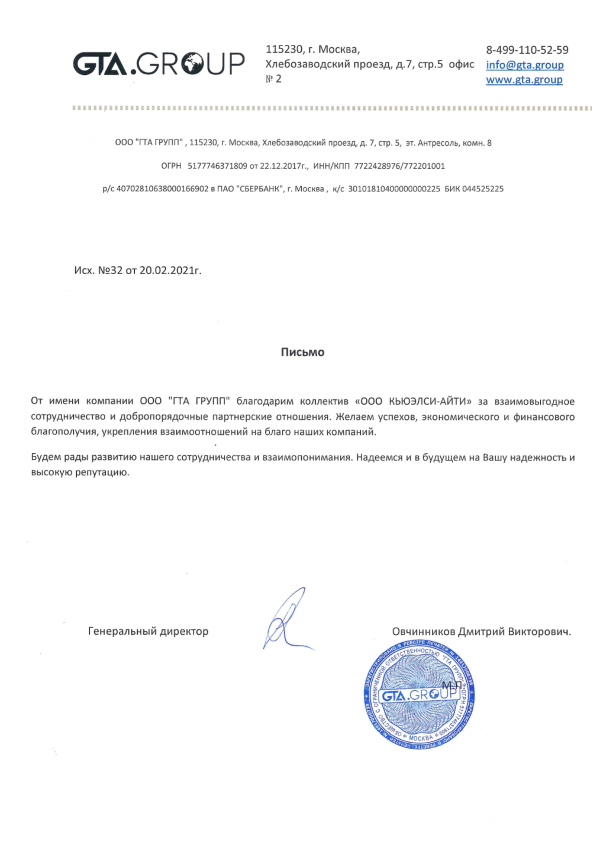 GTA.GROUP
115230, г. Москва,
Хлебозаводский проезд, д.7, стр.5 офис
№ 2
8-499-110-52-59
info@gta.group
www.gta.group
ООО "ГТА ГРУПП" , 115230, г. Москва, Хлебозаводский проезд, д. 7, стр. 5, эт. Антресоль, комн. 8
ОГРН 5177746371809 от 22.12.2017г., ИНН/КПП 7722428976/772201001
р/с 40702810638000166902 в ПАО "СБЕРБАНК", г. Москва , к/с 30101810400000000225 БИК 044525225
Исх. №32 от 20.02.2021г.
Письмо
От имени компании ООО "ГТА ГРУПП" благодарим коллектив «ООО КЬЮЭЛСИ-АЙТИ» за взаимовыгодное
сотрудничество и добропорядочные партнерские отношения. Желаем успехов, экономического и финансового
благополучия, укрепления взаимоотношений на благо наших компаний.
Будем рады развитию нашего сотрудничества и взаимопонимания. Надеемся и в будущем на Вашу надежность и
высокую репутацию.
Генеральный директор
Овчинников Дмитрий Викторович.
М.П.
GTA.GROUP
ОБЩЕСТВО С ОГРАНИЧЕННОЙ ОТВЕТСТВЕННОСТЬЮ "ГТА ГРУПП"
МОСКВА